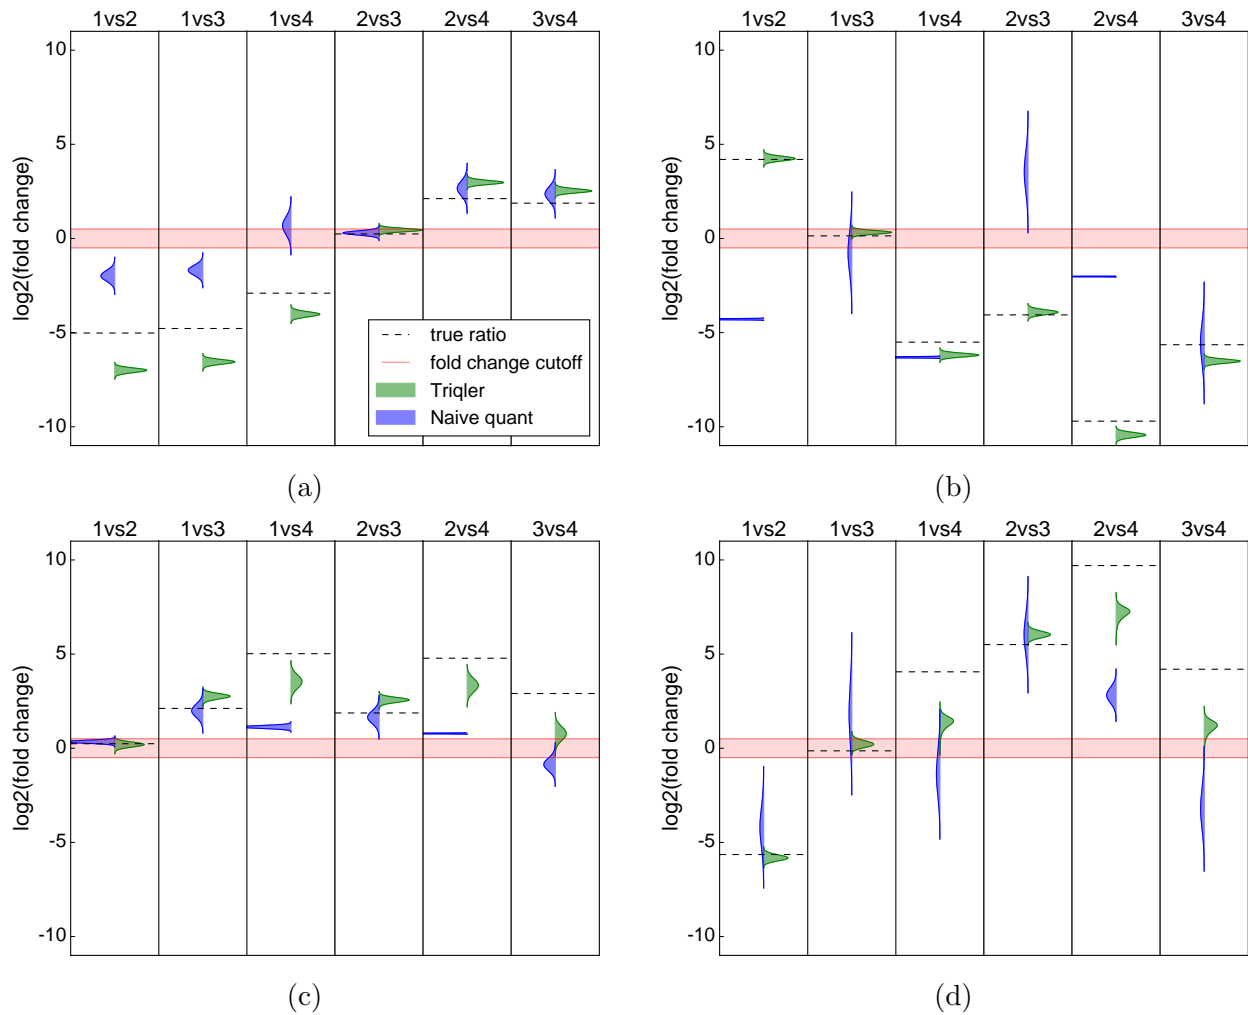 1vs2 1vs3 1vs4 2vs3 2vs4 3vs4
10
5
0
-5
-10
log2(fold change)
true ratio
fold change cutoff
Triqler
Naive quant
(a)
1vs2 1vs3 1vs4 2vs3 2vs4 3vs4
10
5
0
-5
-10
log2(fold change)
(b)
1vs2 1vs3 1vs4 2vs3 2vs4 3vs4
10
5
0
-5
-10
log2(fold change)
(c)
1vs2 1vs3 1vs4 2vs3 2vs4 3vs4
10
5
0
-5
-10
log2(fold change)
(d)